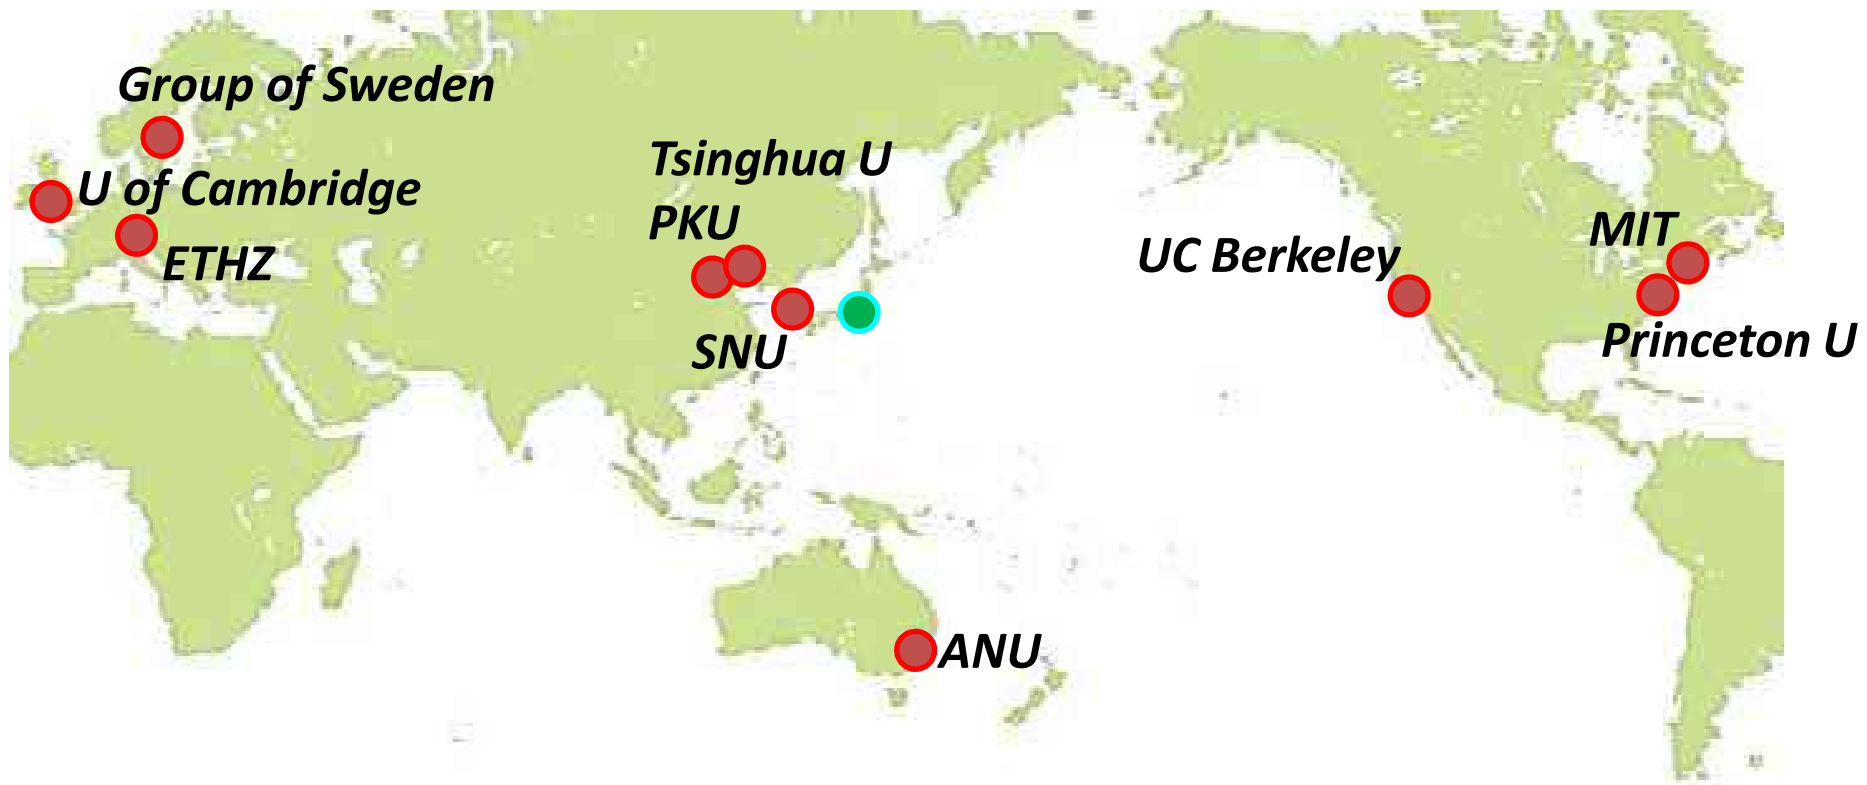 Group of Sweden
U of Cambridge
ETHZ
Tsinghua U
PKU
SNU
ANU
UC Berkeley
MIT
Princeton U